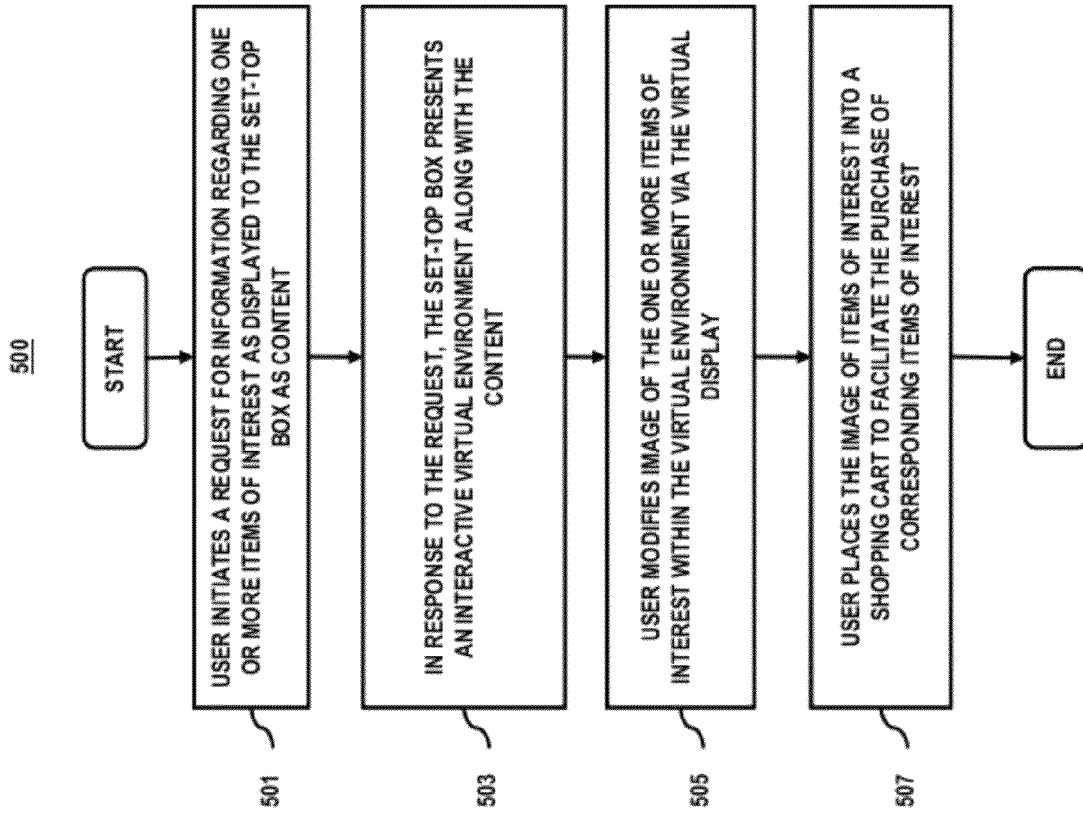 500
START
USER INITIATES A REQUEST FOR INFORMATION REGARDING ONE
OR MORE ITEMS OF INTEREST AS DISPLAYED TO THE SET-TOP
BOX AS CONTENT
501
IN RESPONSE TO THE REQUEST, THE SET-TOP BOX PRESENTS
AN INTERACTIVE VIRTUAL ENVIRONMENT ALONG WITH THE
CONTENT
503
USER MODIFIES IMAGE OF THE ONE OR MORE ITEMS OF
INTEREST WITHIN THE VIRTUAL ENVIRONMENT VIA THE VIRTUAL
DISPLAY
505
USER PLACES THE IMAGE OF ITEMS OF INTEREST INTO A
SHOPPING CART TO FACILITATE THE PURCHASE OF
CORRESPONDING ITEMS OF INTEREST
507
END